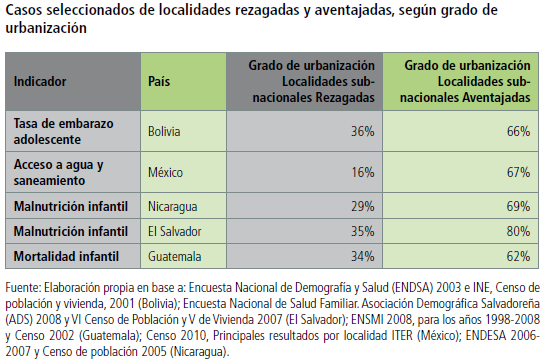 Casos seleccionados de localidades rezagadas y aventajadas, según grado de
urbanización
Indicador
País
Grado de urbanización
Localidades sub-
nacionales Rezagadas
Grado de urbanización
Localidades sub-
nacionales Aventajadas
Tasa de embarazo
adolescente
Bolivia
36%
66%
Acceso a agua y
saneamiento
México
16%
67%
Malnutrición infantil
Nicaragua
29%
69%
Malnutrición infantil
El Salvador
35%
80%
Mortalidad infantil
Guatemala
34%
62%
Fuente: Elaboración propia en base a: Encuesta Nacional de Demografía y Salud (ENDSA) 2003 e INE, Censo de
población y vivienda, 2001 (Bolivia); Encuesta Nacional de Salud Familiar. Asociación Demográfica Salvadoreña
(ADS) 2008 y VI Censo de Población y V de Vivienda 2007 (El Salvador); ENSMI 2008, para los años 1998-2008
y Censo 2002 (Guatemala); Censo 2010, Principales resultados por localidad ITER (México); ENDESA 2006-
2007 y Censo de población 2005 (Nicaragua).